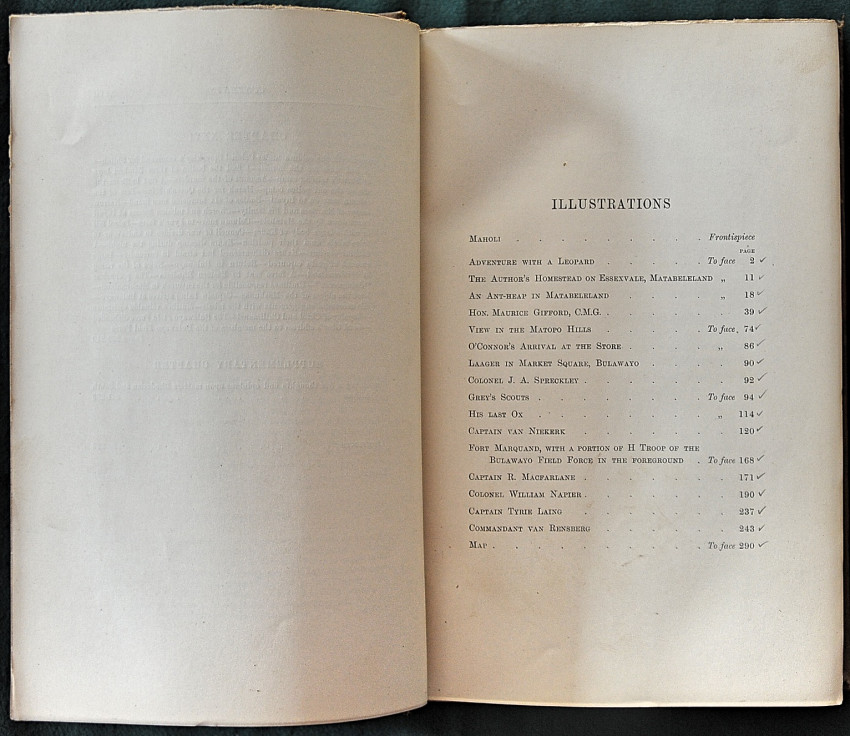 ILLUSTRATIONS
MAHOLI . . . . . . . . . Frontispiece
PAGE
ADVENTURE WITH A LEOPARD . . . . . To face 2 ✓
THE AUTHOR'S HOMESTEAD ON ESSEXVALE, MATABELELAND „ 11 ✓
AN ANT-HEAP IN MATABELELAND . . . . „ 18 ✓
HON. MAURICE GIFFORD, C.M.G. . . . . . . 39 ✓
VIEW IN THE MATOPO HILLS . . . . . To face 74 ✓
O'CONNOR'S ARRIVAL AT THE STORE . . . . „ 86 ✓
LAAGER IN MARKET SQUARE, BULAWAYO . . . . 90 ✓
COLONEL J. A. SPRECKLEY . . . . . . . 92 ✓
GREY'S SCOUTS . . . . . . . . To face 94 ✓
HIS LAST OX . . . . . . . . „ 114 ✓
CAPTAIN VAN NIEKERK . . . . . . . 120 ✓
FORT MARQUAND, WITH A PORTION OF H TROOP OF THE
BULAWAYO FIELD FORCE IN THE FOREGROUND . To face 168 ✓
CAPTAIN R. MACFARLANE . . . . . . . 171 ✓
COLONEL WILLIAM NAPIER . . . . . . . 190 ✓
CAPTAIN TYRIE LAING . . . . . . . 237 ✓
COMMANDANT VAN RENSBERG . . . . . . 243 ✓
MAP . . . . . . . . . . To face 290 ✓